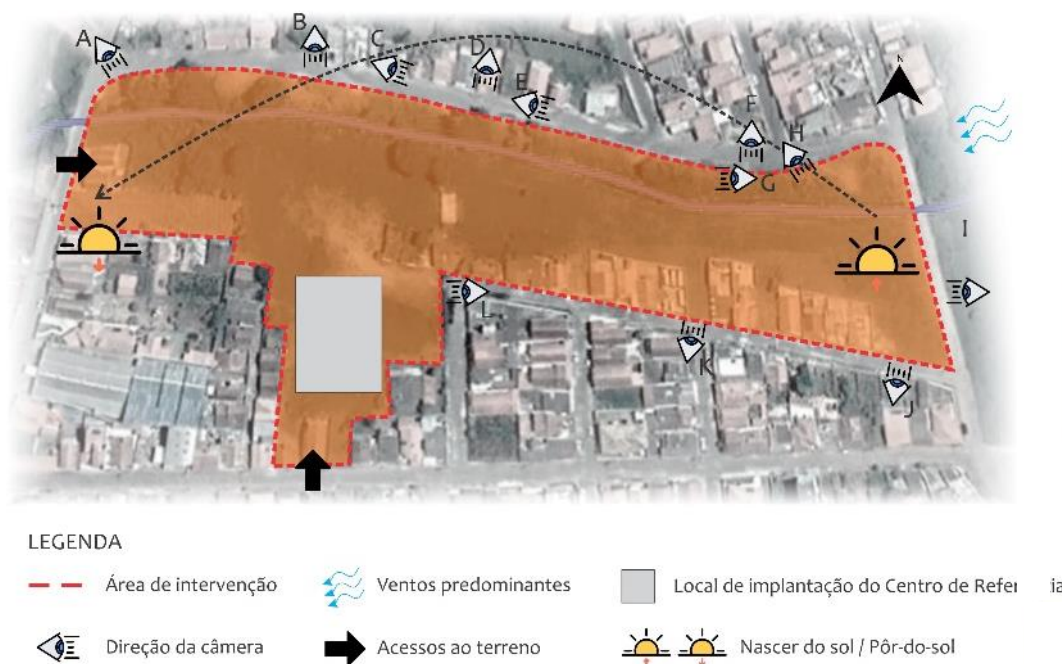 A
B
C
D
E
F
H
G
N
I
L
K
J
LEGENDA
Área de intervenção
Ventos predominantes
Local de implantação do Centro de Refer ia
Direção da câmera
Acessos ao terreno
Nascer do sol / Pôr-do-sol